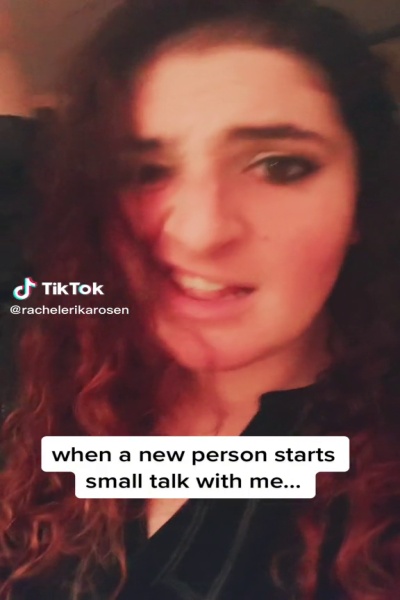 TikTok
@rachelerikarosen
when a new person starts
small talk with me...